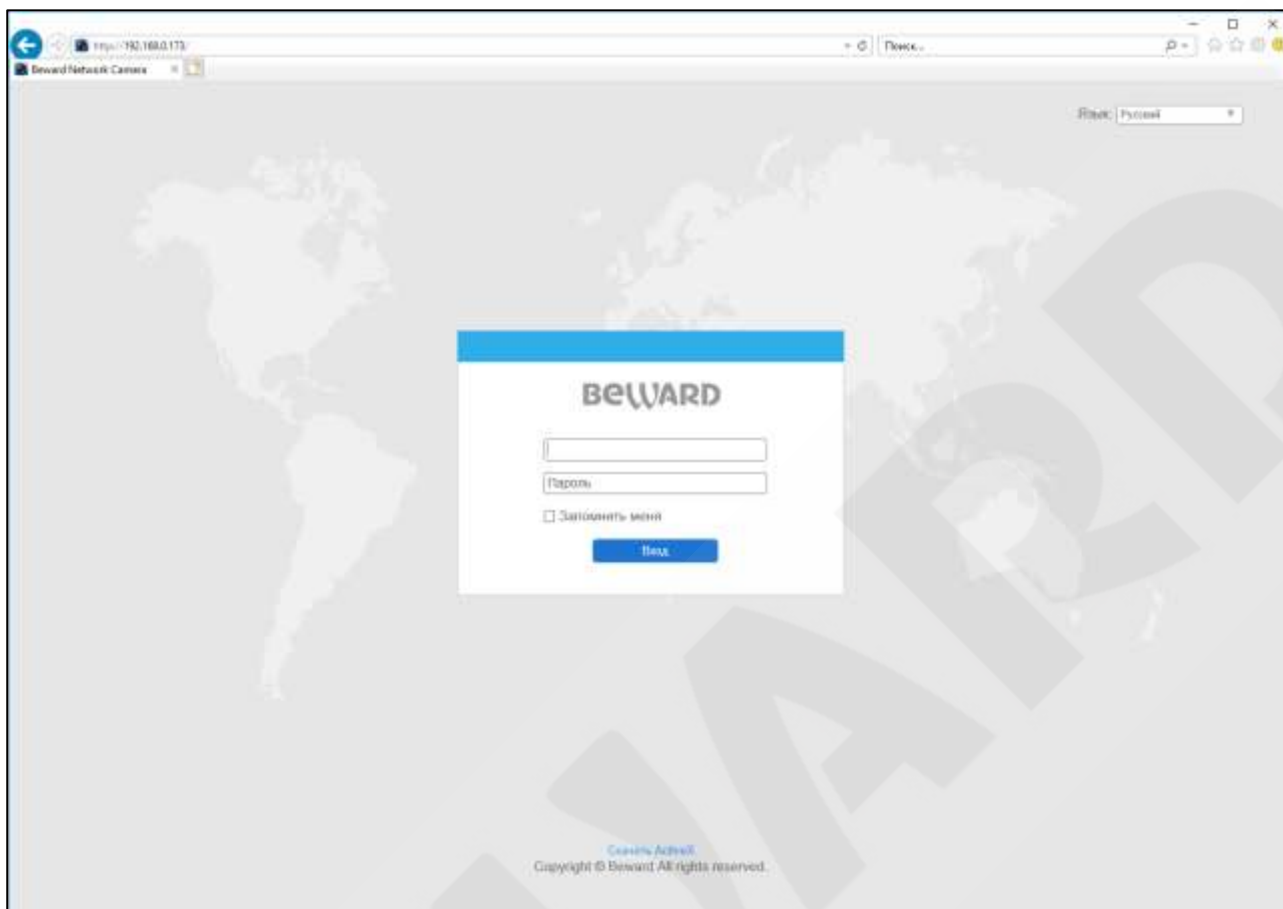 http://192.168.0.173/
Поиск...
Beward Network Camera
Язык: Русский
BEWARD
Пароль
Запомнить меня
Вход
Скачать ActiveX
Copyright © Beward All rights reserved.
WARD